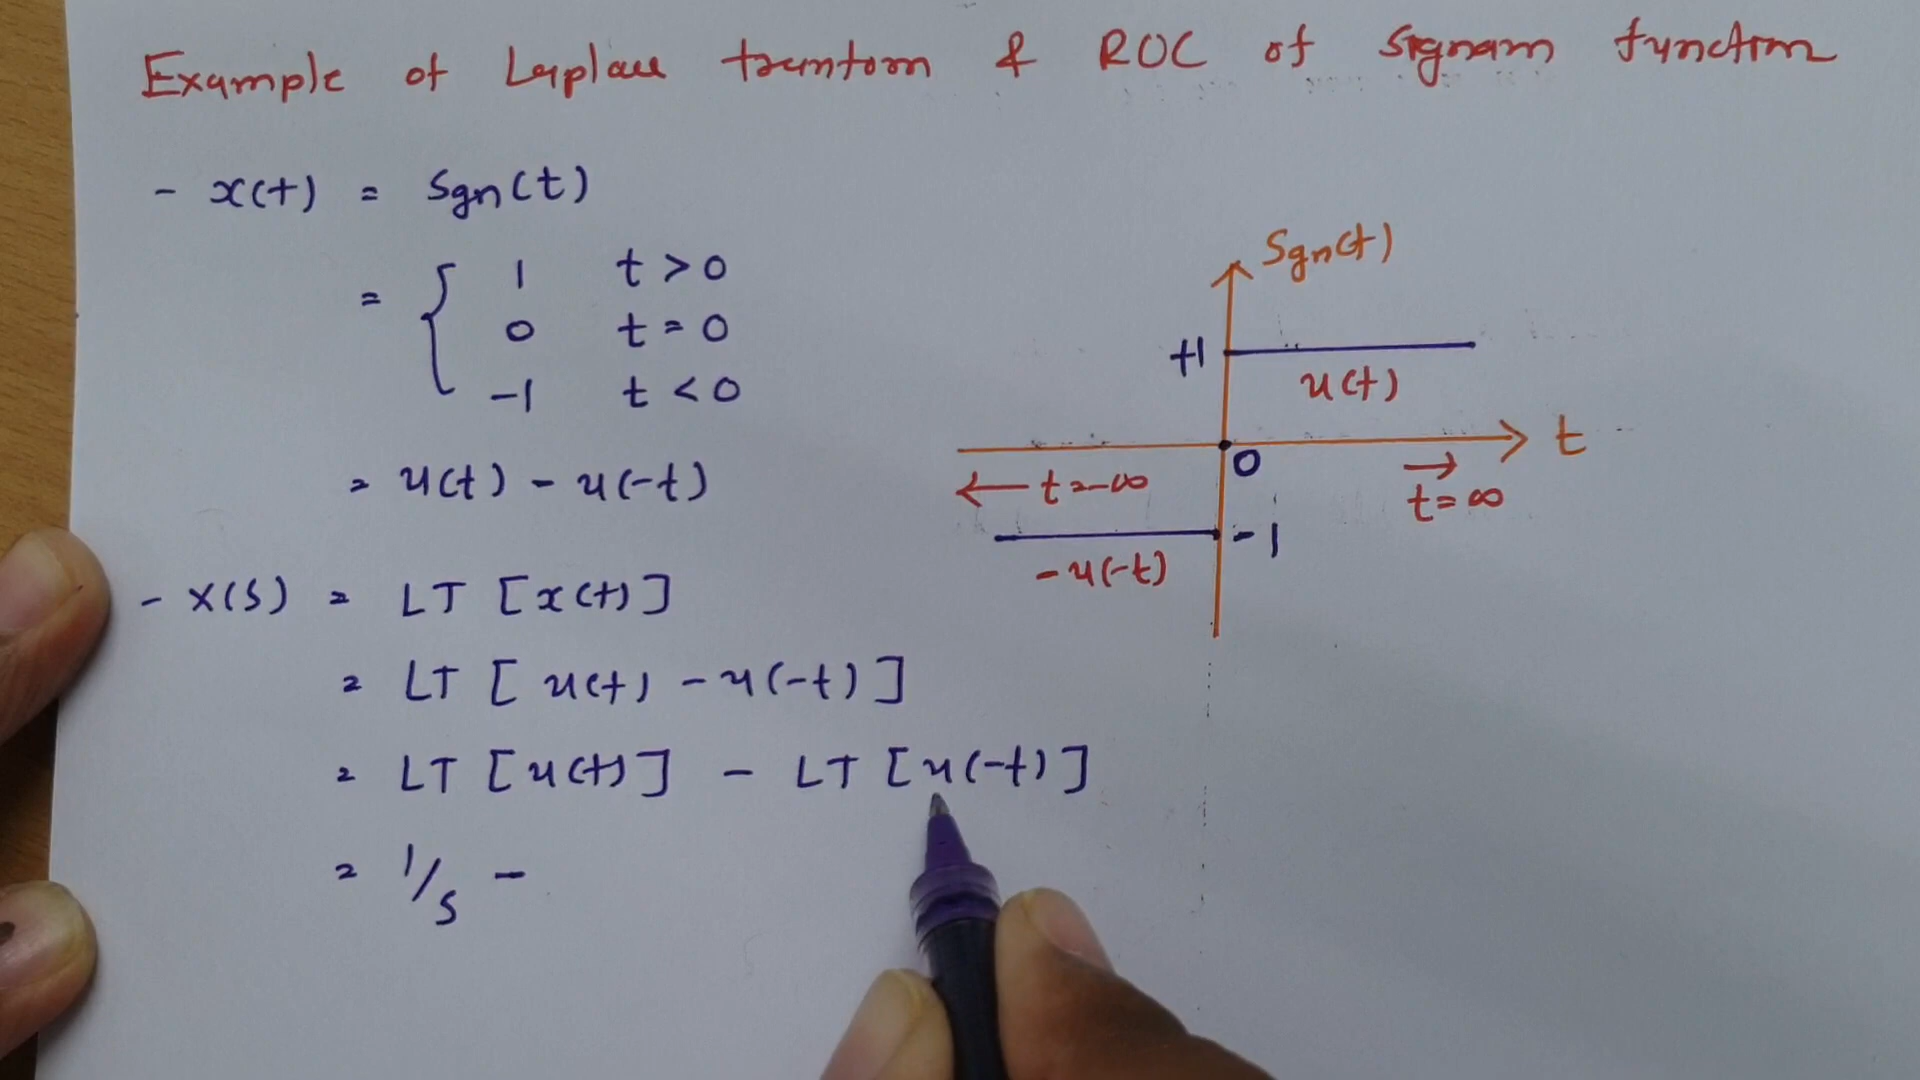 Example of Laplace transform & ROC of signam function
- x(t) = Sgn(t)
= { 1 t > 0
0 t = 0
-1 t < 0
= u(t) - u(-t)
Sgn(t)
+1
u(t)
t
0
← t=-∞
→
t=∞
-1
-u(-t)
- X(S) = LT [x(t)]
= LT [ u(t) - u(-t) ]
= LT [u(t)] - LT [u(-t)]
= 1/s -